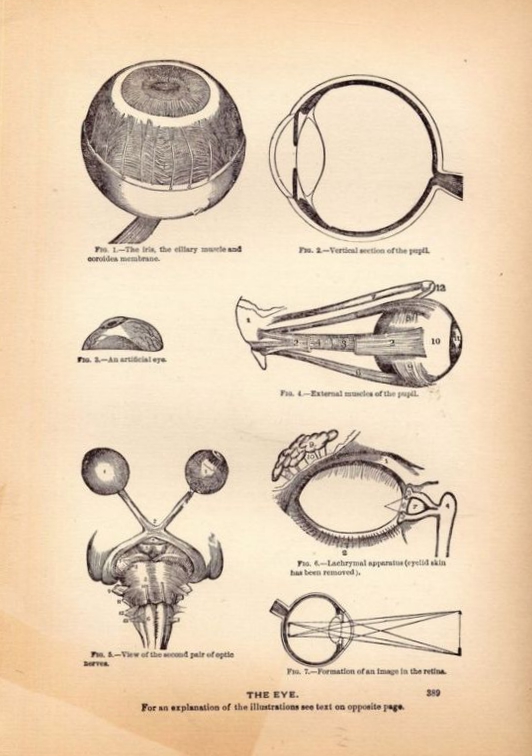 FIG. 1.—The iris, the ciliary muscle and
coroidea membrane.
FIG. 2.—Vertical section of the pupil.
FIG. 3.—An artificial eye.
12
10
FIG. 4.—External muscles of the pupil.
FIG. 5.—View of the second pair of optic
nerves.
FIG. 6.—Lachrymal apparatus (eyelid skin
has been removed).
FIG. 7.—Formation of an image in the retina.
THE EYE.
389
For an explanation of the illustrations see text on opposite page.